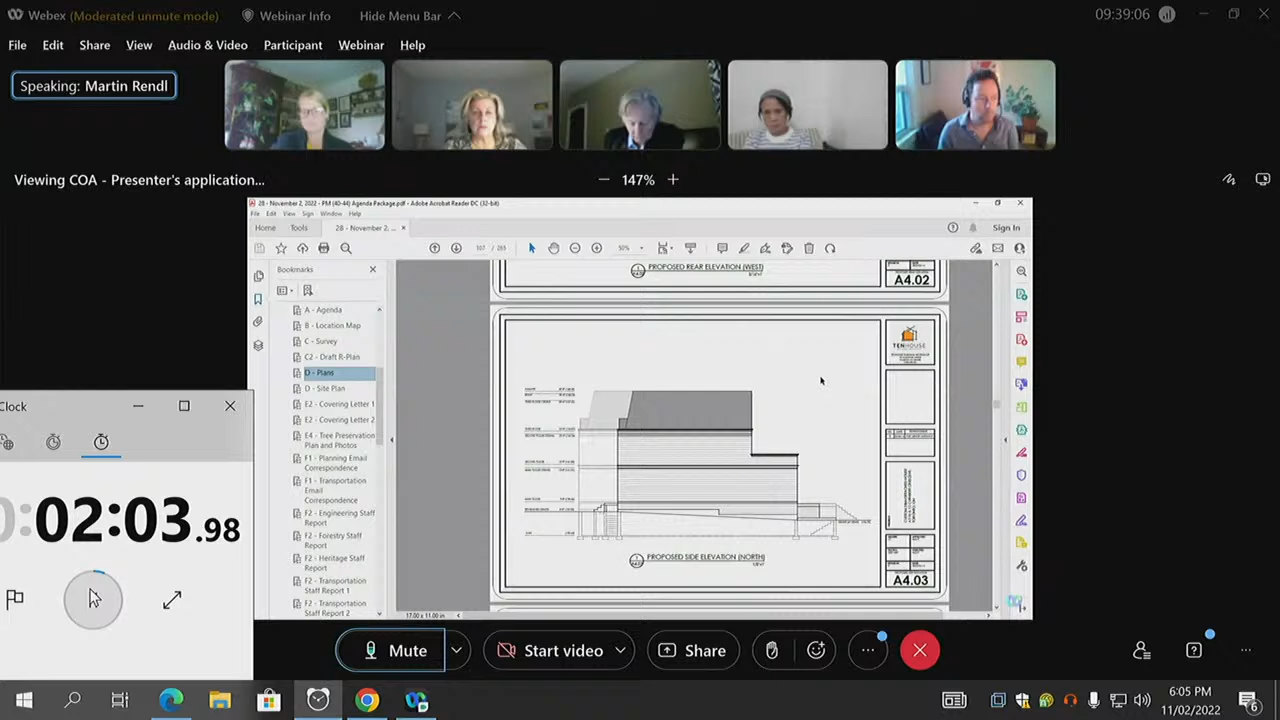 Webex (Moderated unmute mode) Webinar Info Hide Menu Bar 09:39:06
File Edit Share View Audio & Video Participant Webinar Help
Speaking: Martin Rendl
Viewing COA - Presenter's application...
147%
28 - November 2, 2022 - PM (40-44) Agenda Package.pdf - Adobe Acrobat Reader DC (32-bit)
File Edit View Sign Window Help
Home Tools 28 - November 2, ... Sign In
107 / 265 50%
Bookmarks
A - Agenda
B - Location Map
C - Survey
C2 - Draft R-Plan
D - Plans
D - Site Plan
E2 - Covering Letter 1
E2 - Covering Letter 2
E4 - Tree Preservation
Plan and Photos
F1 - Planning Email
Correspondence
F1 - Transportation
Email
Correspondence
F2 - Engineering Staff
Report
F2 - Forestry Staff
Report
F2 - Heritage Staff
Report
F2 - Transportation
Staff Report 1
F2 - Transportation
Staff Report 2
PROPOSED REAR ELEVATION (WEST)
A4.02
TENHOUSE
PROPOSED SIDE ELEVATION (NORTH)
A4.03
17.00 x 11.00 in
Clock
02:03.98
Mute Start video Share
6:05 PM
11/02/2022
6